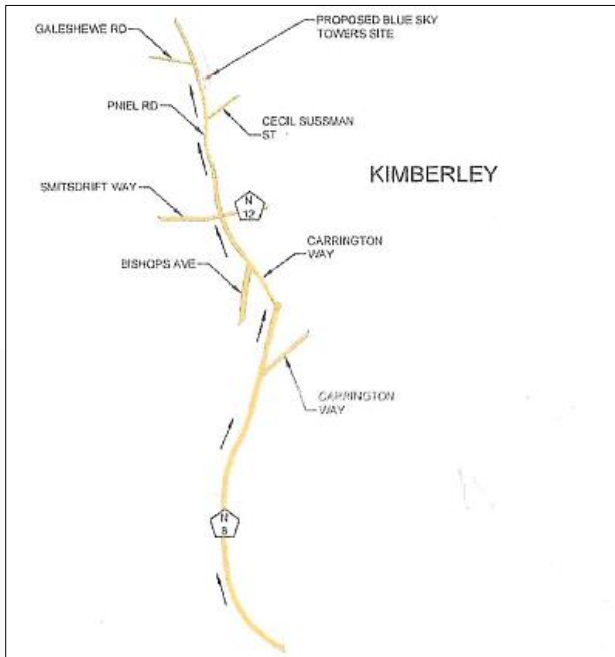 GALESHEWE RD
PROPOSED BLUE SKY
TOWERS SITE
PNIEL RD
CECIL SUSSMAN
ST
KIMBERLEY
SMITSDRIFT WAY
N
12
CARRINGTON
WAY
BISHOPS AVE
CARRINGTON
WAY
N
8